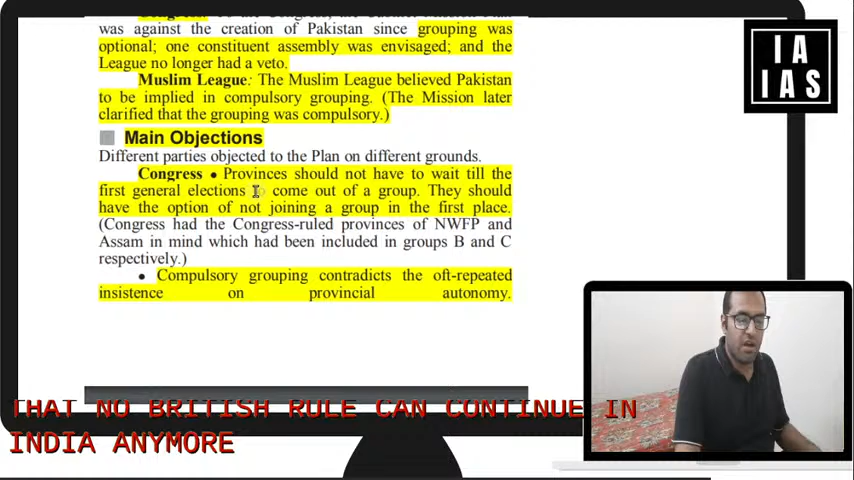 was against the creation of Pakistan since grouping was
optional; one constituent assembly was envisaged; and the
League no longer had a veto.
Muslim League: The Muslim League believed Pakistan
to be implied in compulsory grouping. (The Mission later
clarified that the grouping was compulsory.)
Main Objections
Different parties objected to the Plan on different grounds.
Congress • Provinces should not have to wait till the
first general elections to come out of a group. They should
have the option of not joining a group in the first place.
(Congress had the Congress-ruled provinces of NWFP and
Assam in mind which had been included in groups B and C
respectively.)
• Compulsory grouping contradicts the oft-repeated
insistence on provincial autonomy.
THAT NO BRITISH RULE CAN CONTINUE IN
INDIA ANYMORE
IA
IAS